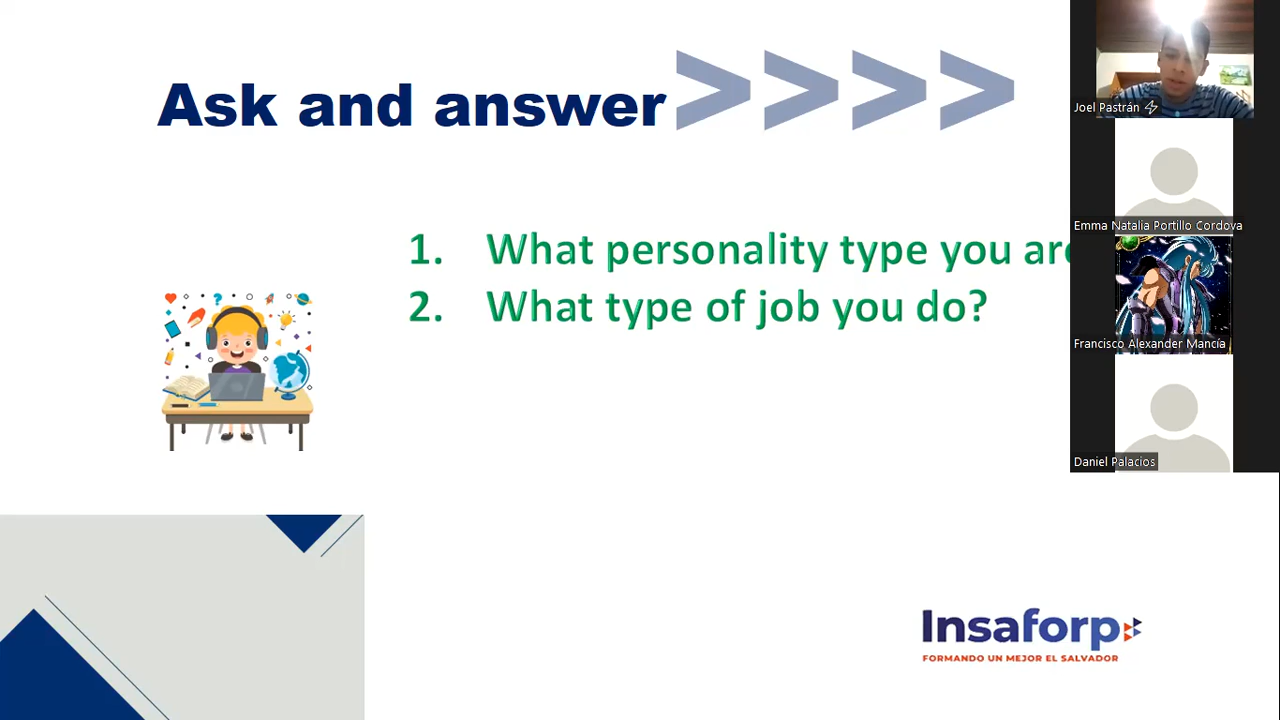 Ask and answer >>>>
1. What personality type you are
2. What type of job you do?
Insaforp
FORMANDO UN MEJOR EL SALVADOR
Joel Pastrán
Emma Natalia Portillo Cordova
Francisco Alexander Mancía
Daniel Palacios